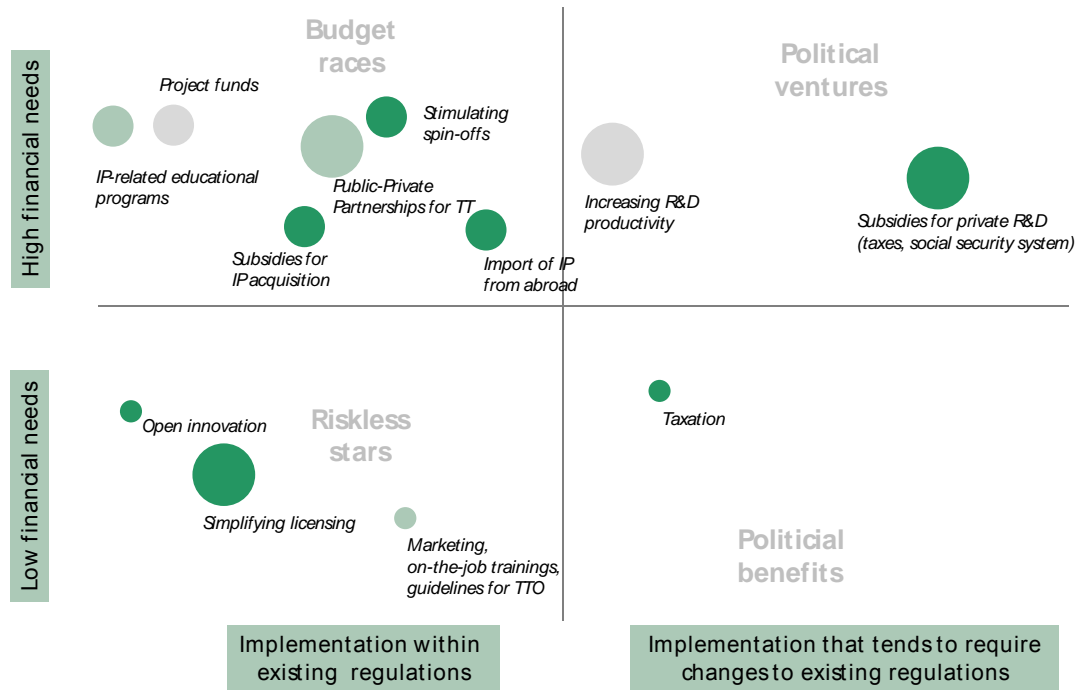 High financial needs
Budget
races
Political
ventures
Project funds
Stimulating
spin-offs
IP-related educational
programs
Public-Private
Partnerships for TT
Increasing R&D
productivity
Subsidies for private R&D
(taxes, social security system)
Subsidies for
IP acquisition
Import of IP
from abroad
Low financial needs
Open innovation
Riskless
stars
Taxation
Simplifying licensing
Marketing,
on-the-job trainings,
guidelines for TTO
Politicial
benefits
Implementation within
existing regulations
Implementation that tends to require
changes to existing regulations